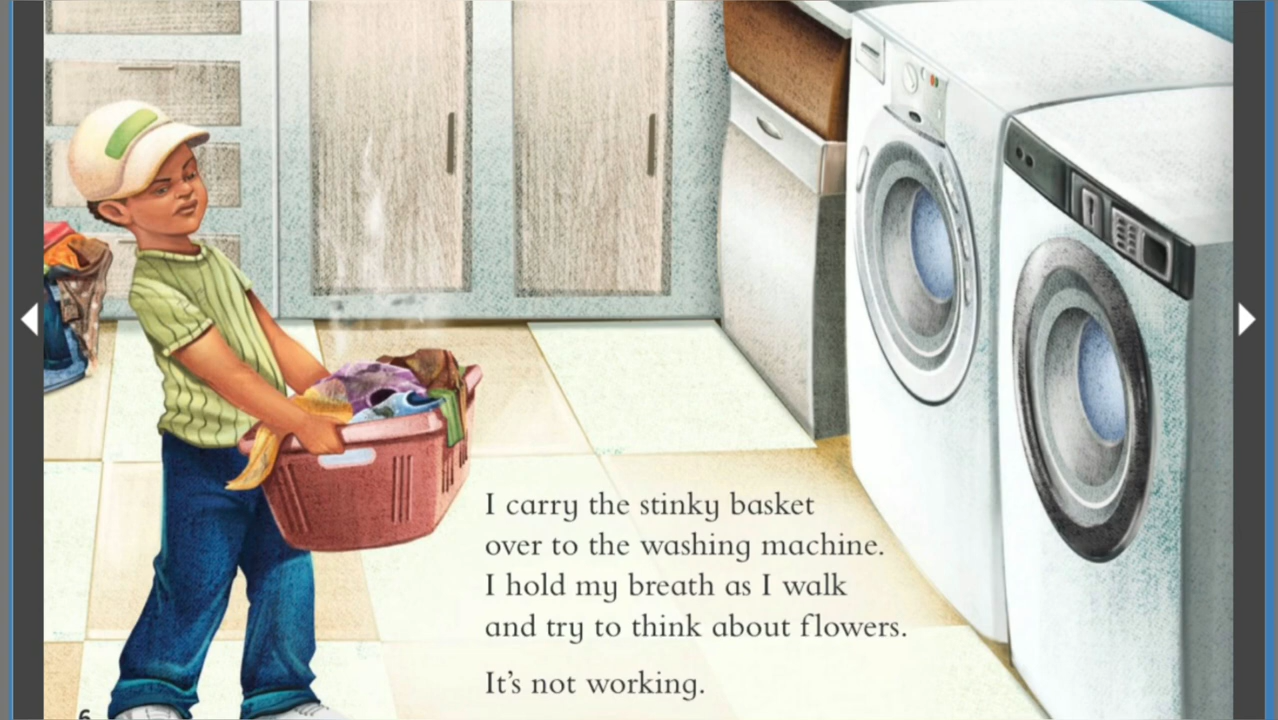 I carry the stinky basket
over to the washing machine.
I hold my breath as I walk
and try to think about flowers.
It's not working.
6